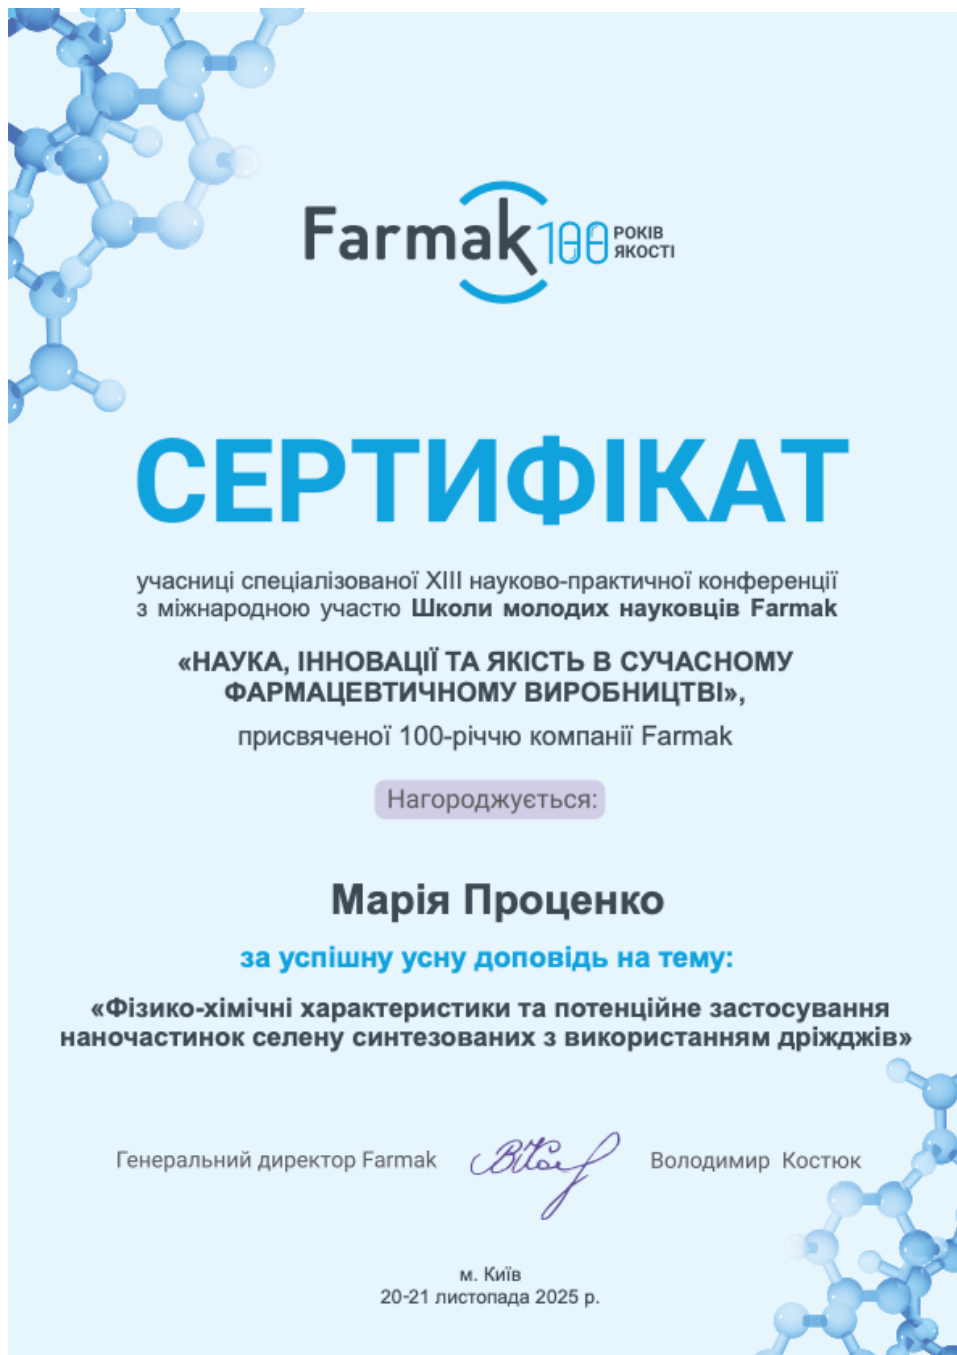 Farmak 100 РОКІВ ЯКОСТІ
СЕРТИФІКАТ
учасниці спеціалізованої XIII науково-практичної конференції
з міжнародною участю Школи молодих науковців Farmak
«НАУКА, ІННОВАЦІЇ ТА ЯКІСТЬ В СУЧАСНОМУ
ФАРМАЦЕВТИЧНОМУ ВИРОБНИЦТВІ»,
присвяченої 100-річчю компанії Farmak
Нагороджується:
Марія Проценко
за успішну усну доповідь на тему:
«Фізико-хімічні характеристики та потенційне застосування
наночастинок селену синтезованих з використанням дріжджів»
Генеральний директор Farmak Володимир Костюк
м. Київ
20-21 листопада 2025 р.